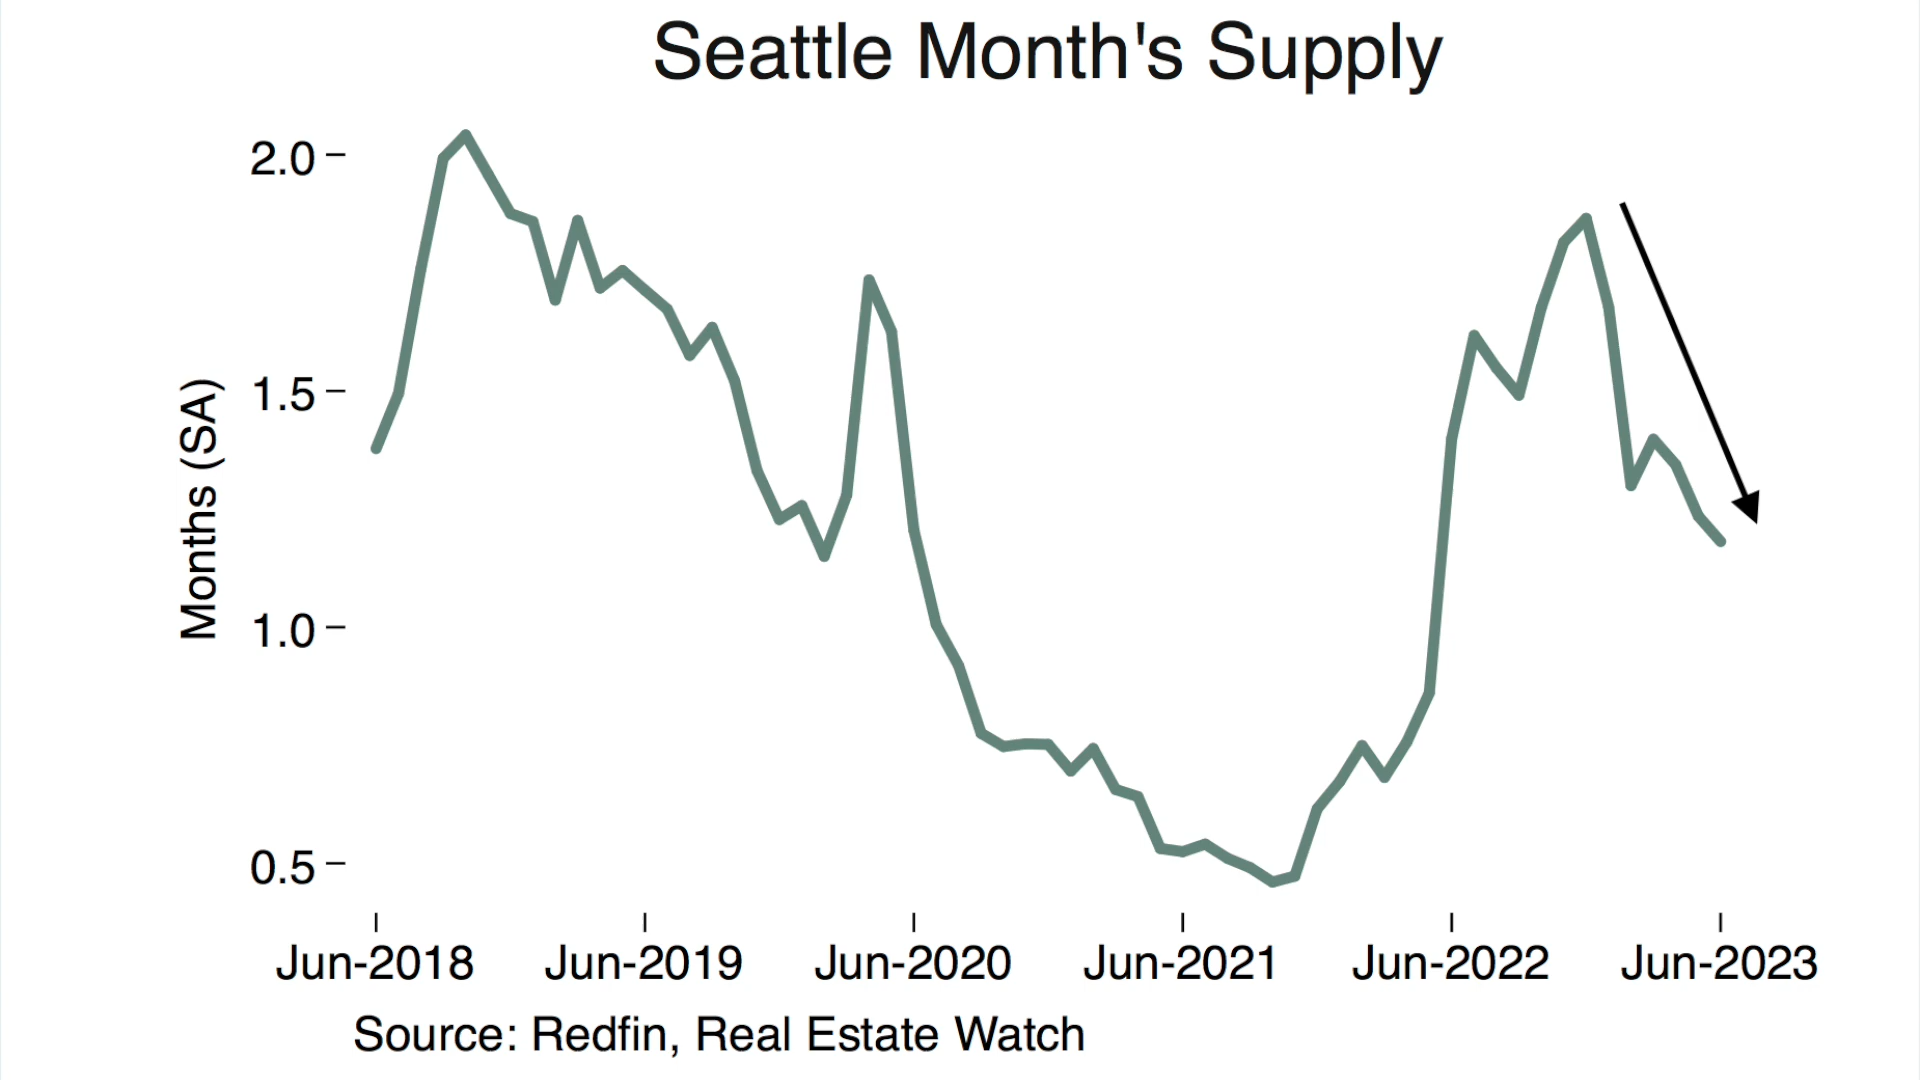 Seattle Month's Supply
Months (SA)
2.0
1.5
1.0
0.5
Jun-2018 Jun-2019 Jun-2020 Jun-2021 Jun-2022 Jun-2023
Source: Redfin, Real Estate Watch